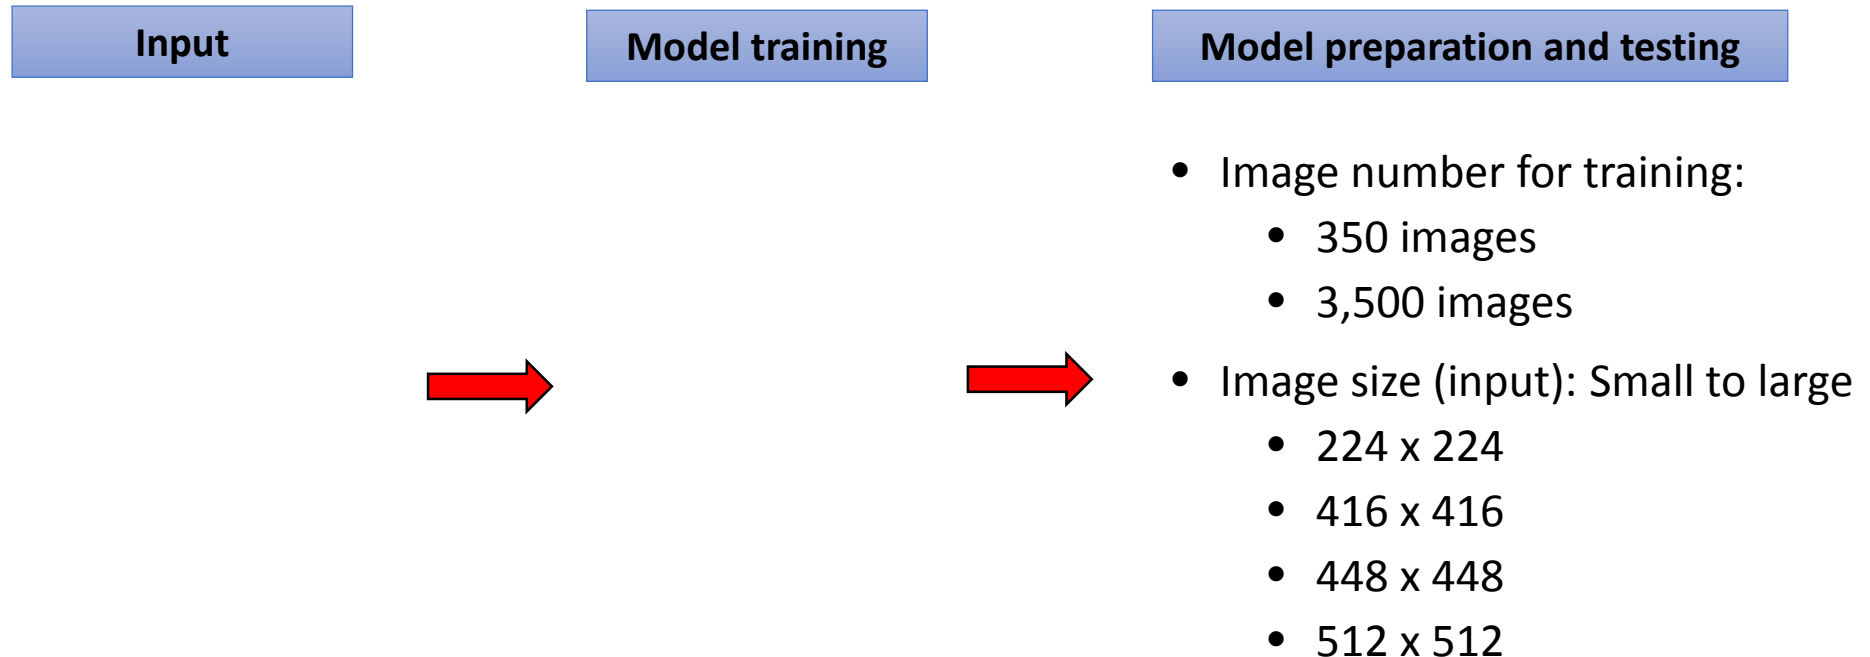 Input
Model training
Model preparation and testing
• Image number for training:
• 350 images
• 3,500 images
• Image size (input): Small to large
• 224 x 224
• 416 x 416
• 448 x 448
• 512 x 512